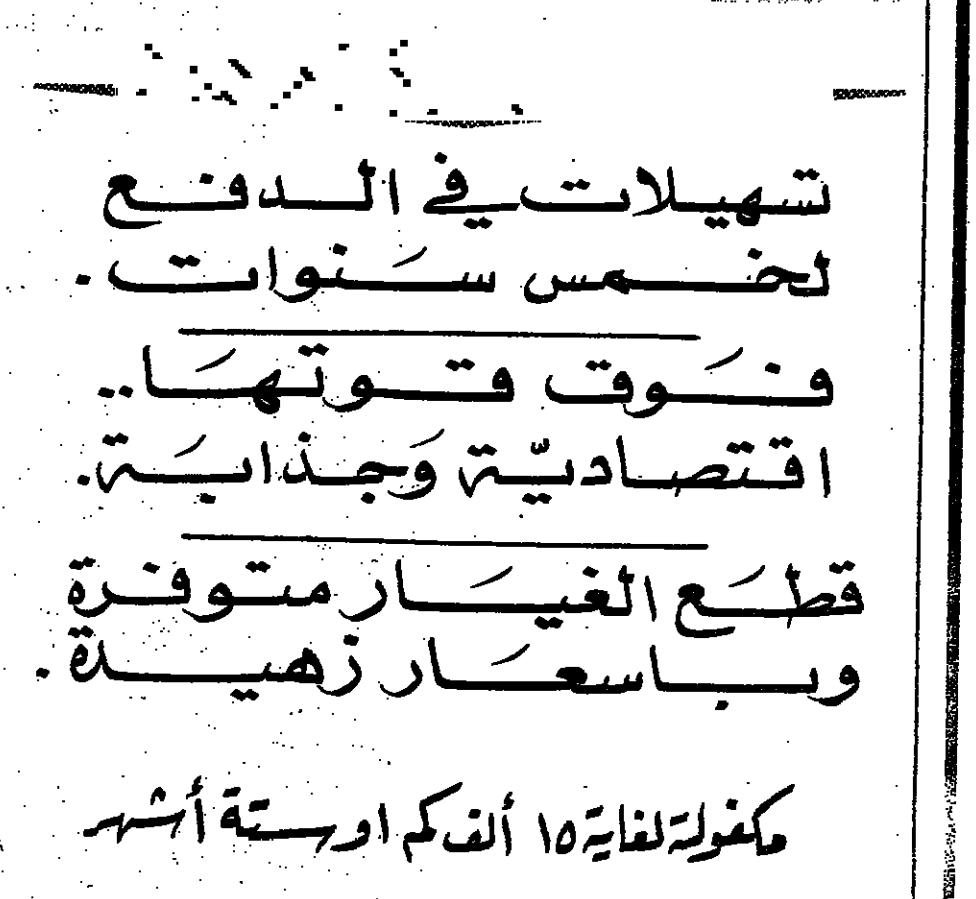 تسهيلات في الدفع
لخمس سنوات .
فوق قوتها ..
اقتصاديّة وجذابة .
قطع الغيار متوفرة
وباسعار زهيدة .
مكفولة لغاية ١٥ ألف كم او ستة أشهر